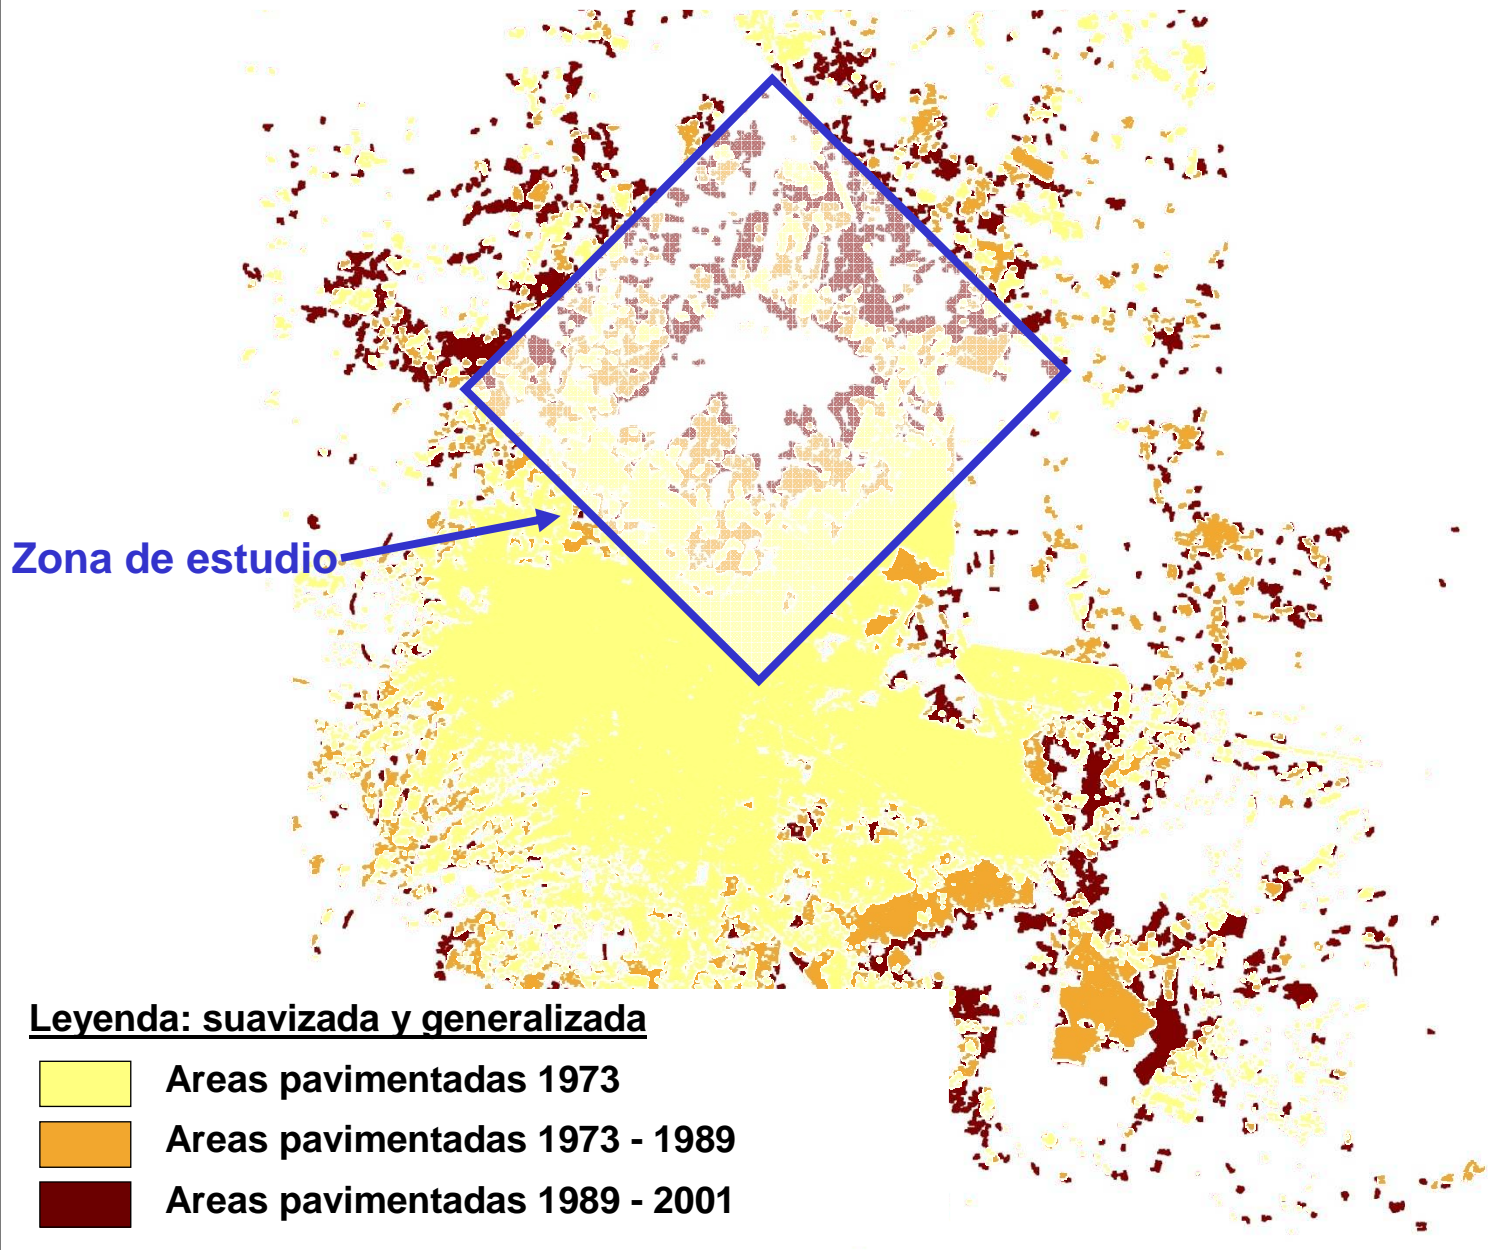 Zona de estudio
Leyenda: suavizada y generalizada
Areas pavimentadas 1973
Areas pavimentadas 1973 - 1989
Areas pavimentadas 1989 - 2001